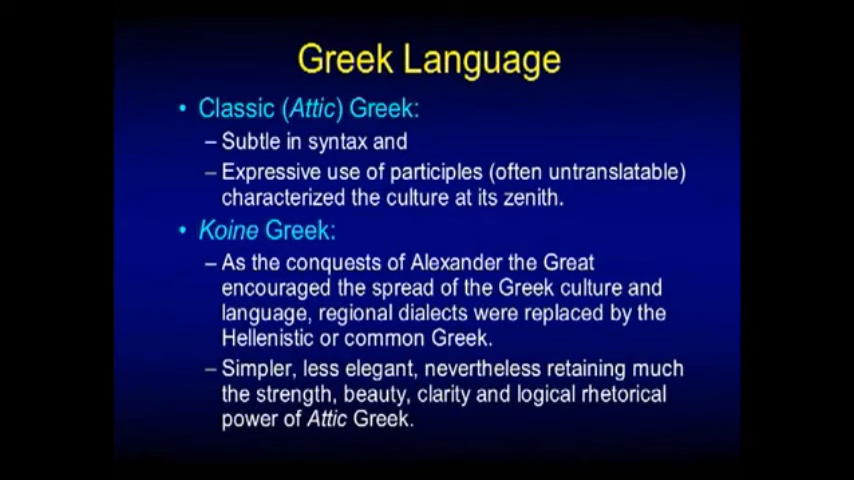 Greek Language
• Classic (Attic) Greek:
– Subtle in syntax and
– Expressive use of participles (often untranslatable)
characterized the culture at its zenith.
• Koine Greek:
– As the conquests of Alexander the Great
encouraged the spread of the Greek culture and
language, regional dialects were replaced by the
Hellenistic or common Greek.
– Simpler, less elegant, nevertheless retaining much
the strength, beauty, clarity and logical rhetorical
power of Attic Greek.